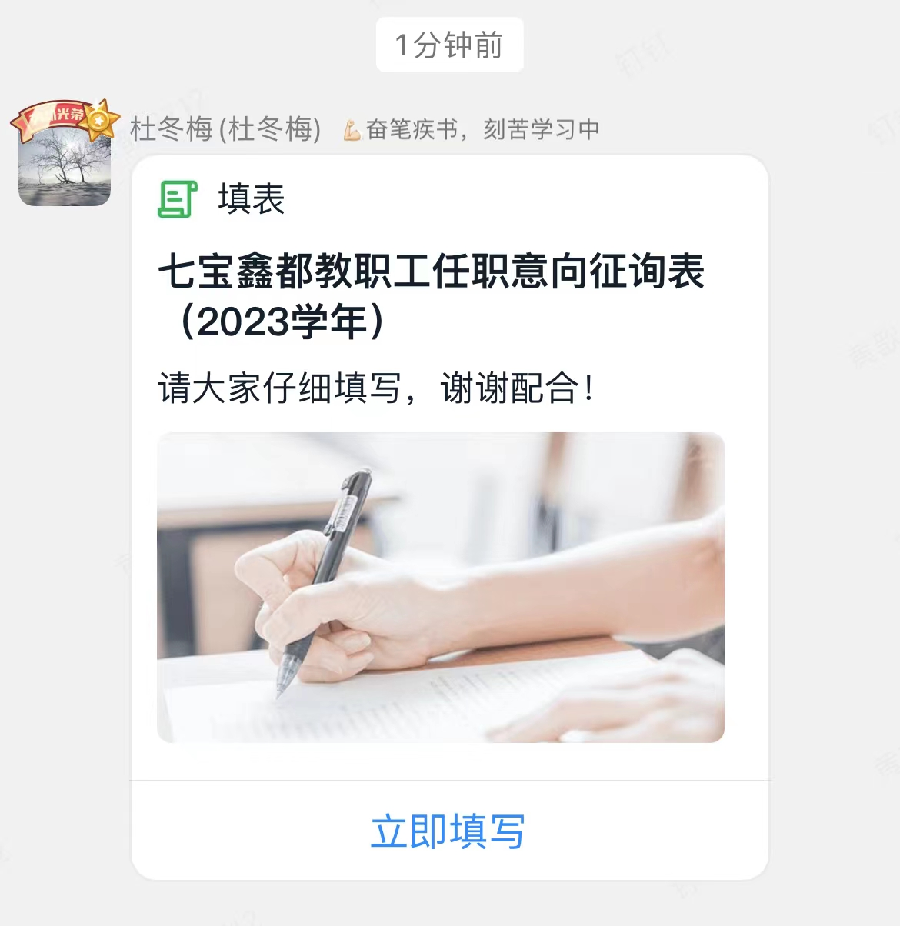 1分钟前
光荣
杜冬梅(杜冬梅) 💪奋笔疾书，刻苦学习中
填表
七宝鑫都教职工任职意向征询表
（2023学年）
请大家仔细填写，谢谢配合！
立即填写
钉钉